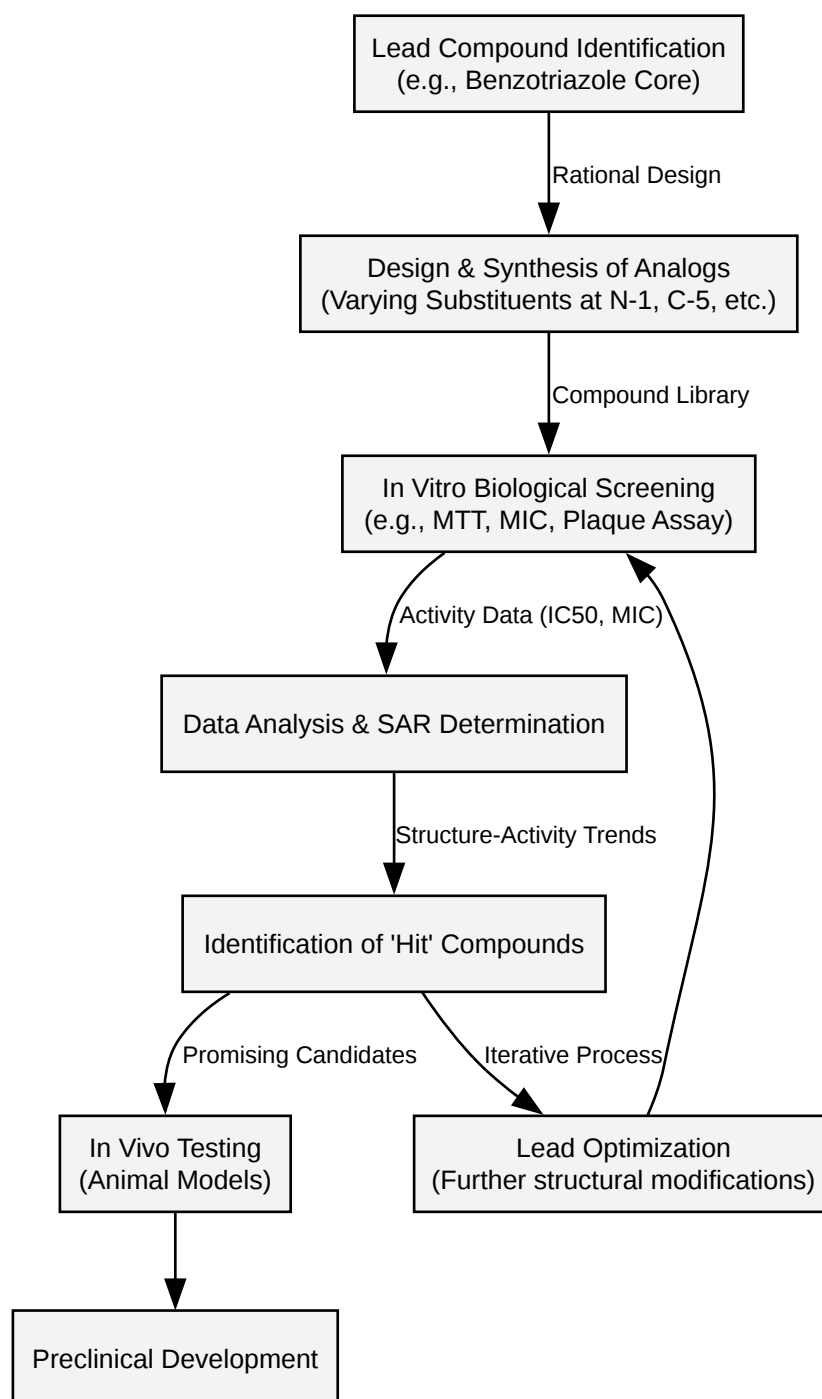 Lead Compound Identification
(e.g., Benzotriazole Core)
Rational Design
Design & Synthesis of Analogs
(Varying Substituents at N-1, C-5, etc.)
Compound Library
In Vitro Biological Screening
(e.g., MTT, MIC, Plaque Assay)
Activity Data (IC50, MIC)
Data Analysis & SAR Determination
Structure-Activity Trends
Identification of 'Hit' Compounds
Promising Candidates
Iterative Process
In Vivo Testing
(Animal Models)
Lead Optimization
(Further structural modifications)
Preclinical Development